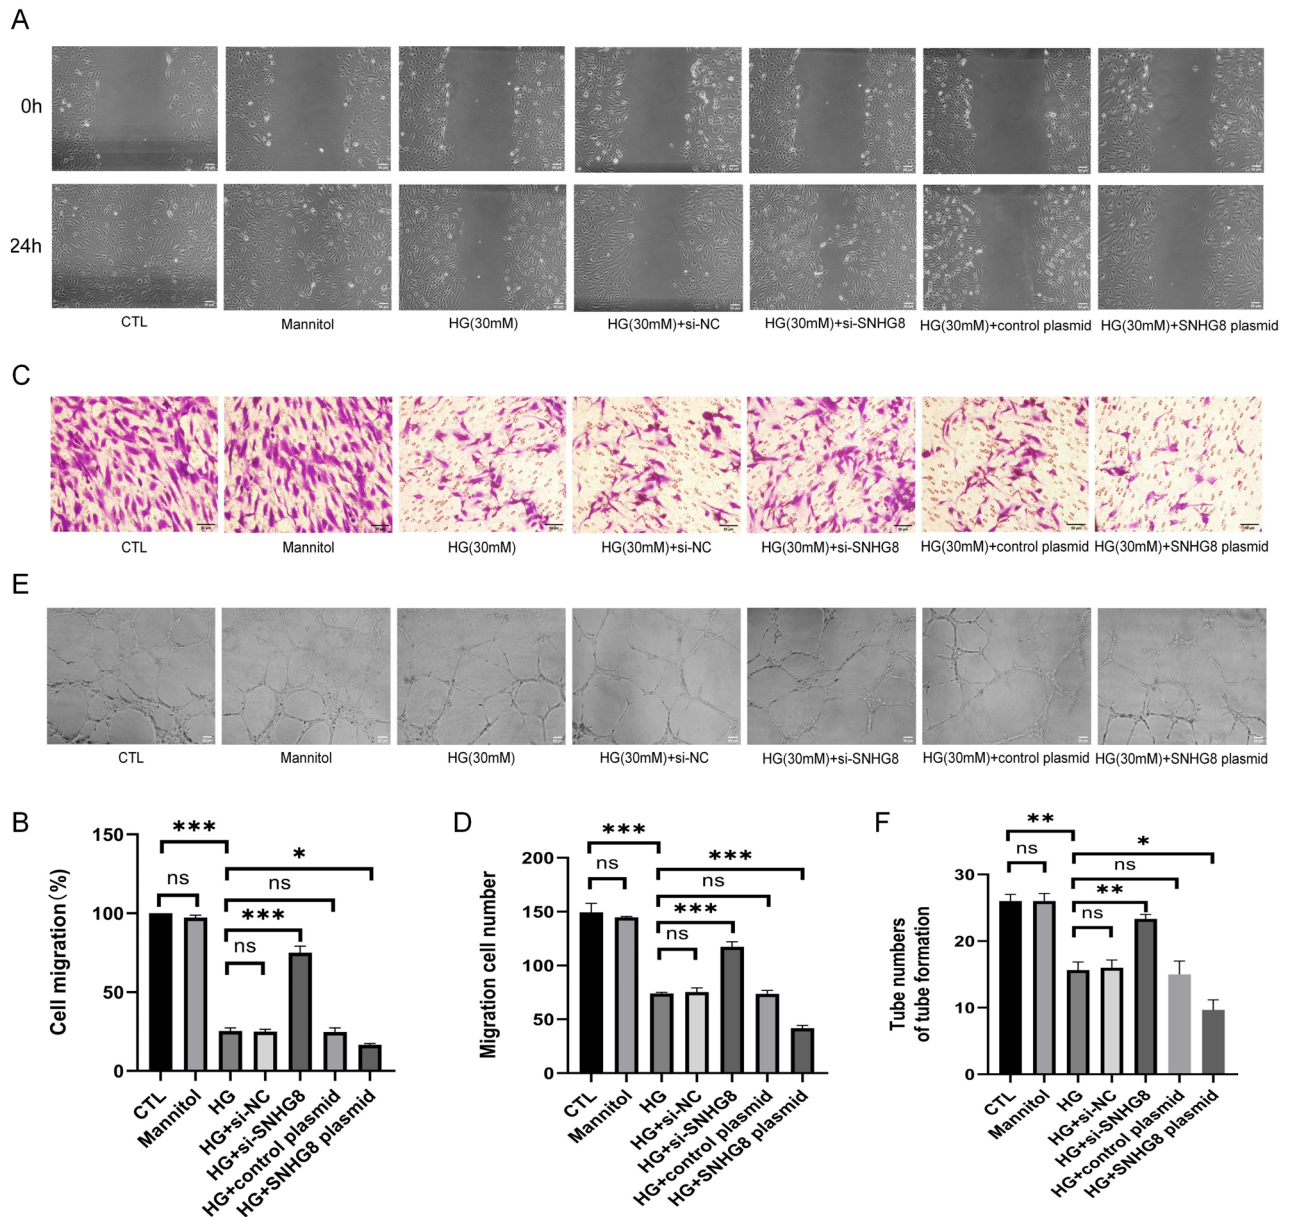 A
0h
24h
CTL
Mannitol
HG(30mM)
HG(30mM)+si-NC
HG(30mM)+si-SNHG8
HG(30mM)+control plasmid
HG(30mM)+SNHG8 plasmid
C
CTL
Mannitol
HG(30mM)
HG(30mM)+si-NC
HG(30mM)+si-SNHG8
HG(30mM)+control plasmid
HG(30mM)+SNHG8 plasmid
E
CTL
Mannitol
HG(30mM)
HG(30mM)+si-NC
HG(30mM)+si-SNHG8
HG(30mM)+control plasmid
HG(30mM)+SNHG8 plasmid
B
Cell migration(%)
150
100
50
0
***
ns
*
ns
***
ns
CTL
Mannitol
HG
HG+si-NC
HG+si-SNHG8
HG+control plasmid
HG+SNHG8 plasmid
D
Migration cell number
200
150
100
50
0
***
ns
***
ns
***
ns
CTL
Mannitol
HG
HG+si-NC
HG+si-SNHG8
HG+control plasmid
HG+SNHG8 plasmid
F
Tube numbers
of tube formation
30
20
10
0
**
ns
*
ns
**
ns
CTL
Mannitol
HG
HG+si-NC
HG+si-SNHG8
HG+control plasmid
HG+SNHG8 plasmid